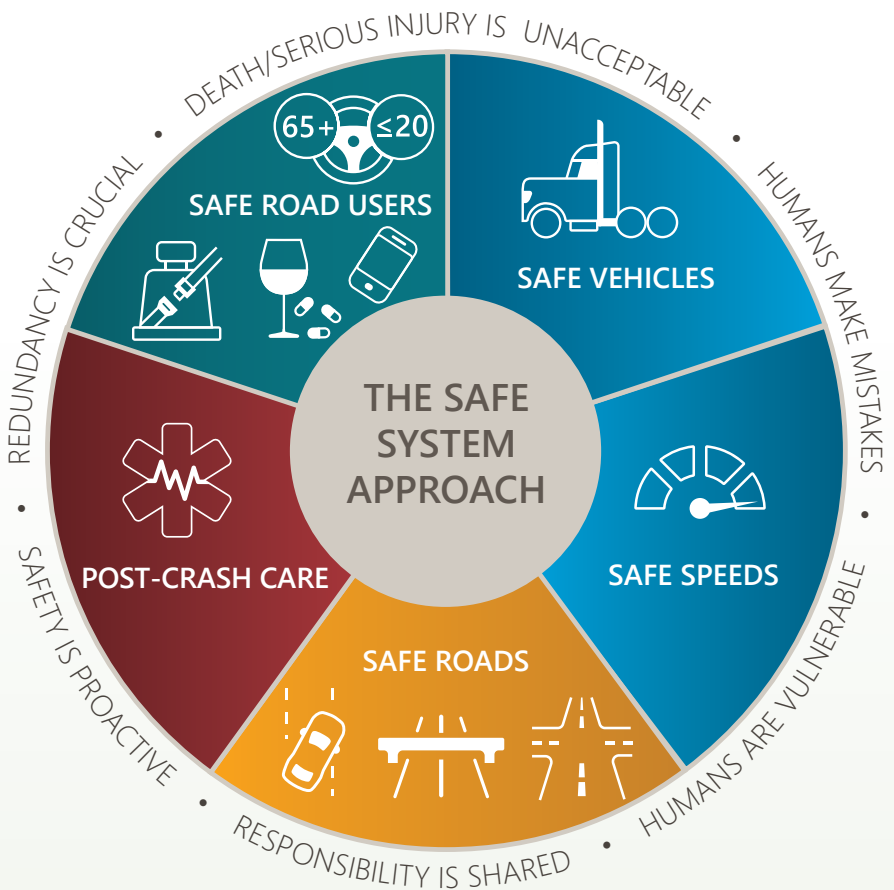 DEATH/SERIOUS INJURY IS UNACCEPTABLE
HUMANS MAKE MISTAKES
HUMANS ARE VULNERABLE
RESPONSIBILITY IS SHARED
SAFETY IS PROACTIVE
REDUNDANCY IS CRUCIAL
65+ ≤20
SAFE ROAD USERS
SAFE VEHICLES
THE SAFE
SYSTEM
APPROACH
POST-CRASH CARE
SAFE SPEEDS
SAFE ROADS